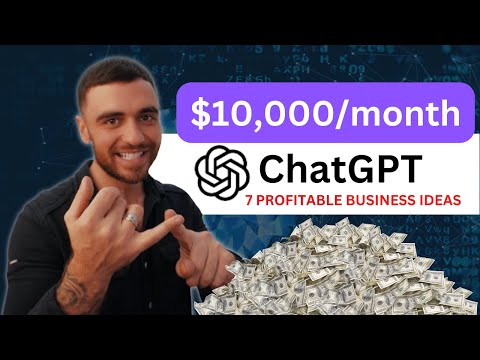 $10,000/month
ChatGPT
7 PROFITABLE BUSINESS IDEAS